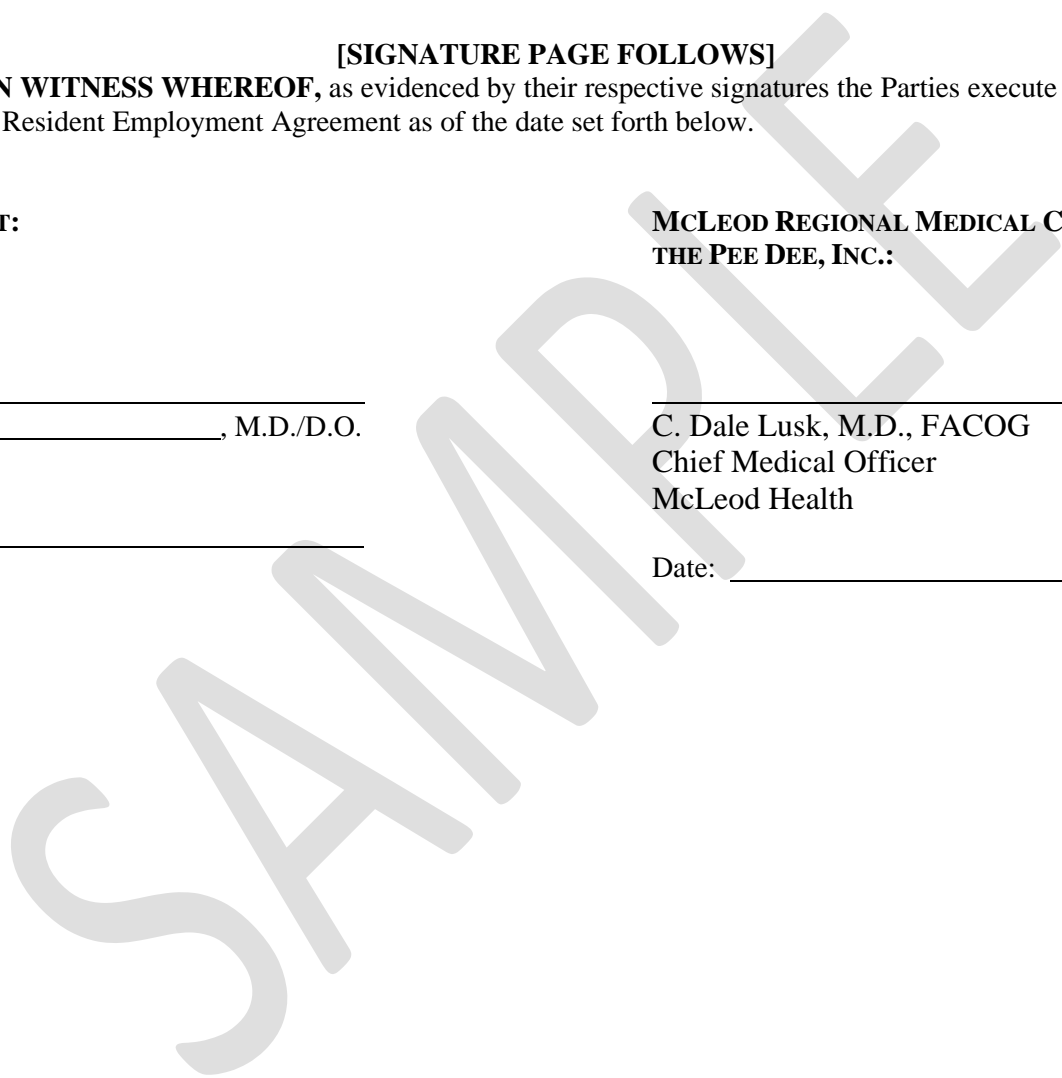 [SIGNATURE PAGE FOLLOWS]
N WITNESS WHEREOF, as evidenced by their respective signatures the Parties execute
Resident Employment Agreement as of the date set forth below.
T:
MCLEOD REGIONAL MEDICAL C
THE PEE DEE, INC.:
, M.D./D.O.
C. Dale Lusk, M.D., FACOG
Chief Medical Officer
McLeod Health
Date:
SAMPLE